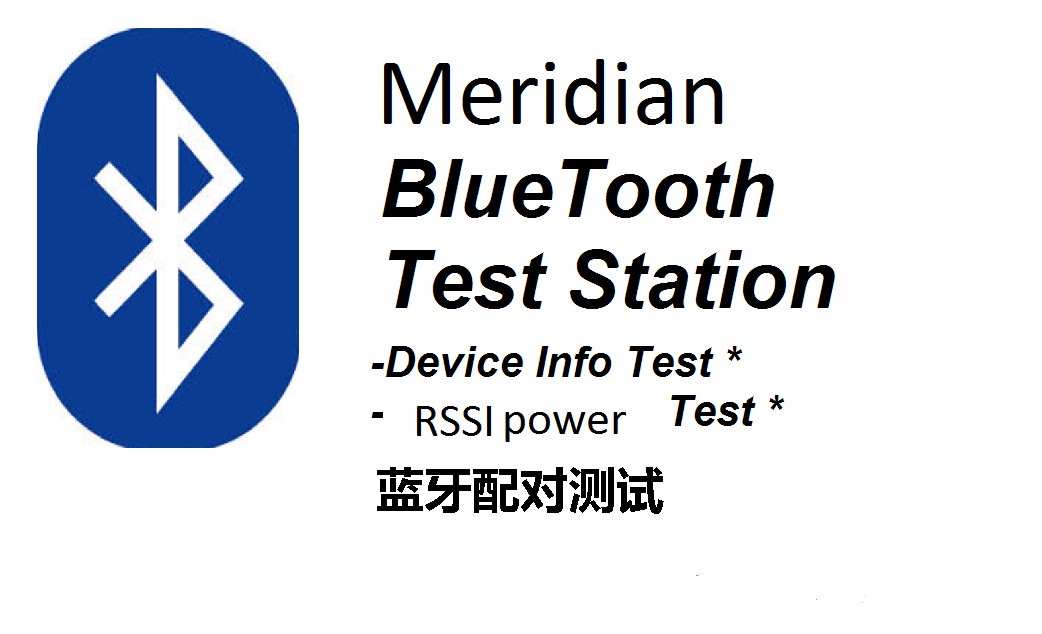 Meridian
BlueTooth
Test Station
-Device Info Test *
- RSSI power Test *
蓝牙配对测试